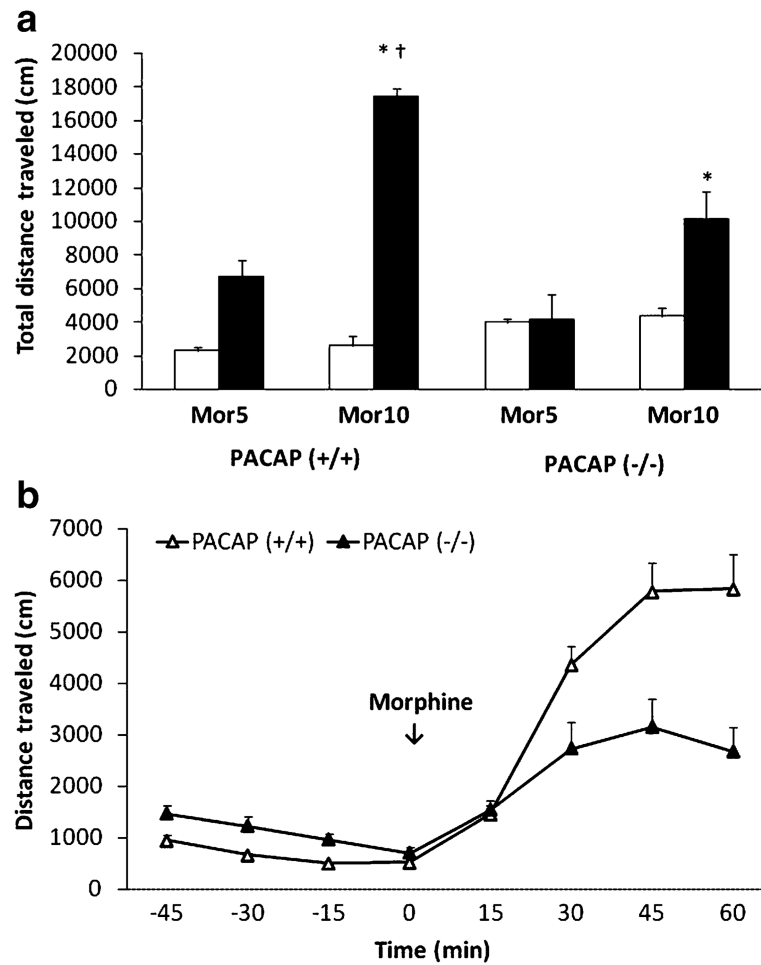 a
Total distance traveled (cm)
20000
18000
16000
14000
12000
10000
8000
6000
4000
2000
0
* †
*
Mor5 Mor10 Mor5 Mor10
PACAP (+/+) PACAP (-/-)
b
Distance traveled (cm)
7000
6000
5000
4000
3000
2000
1000
0
PACAP (+/+) PACAP (-/-)
Morphine
↓
-45 -30 -15 0 15 30 45 60
Time (min)